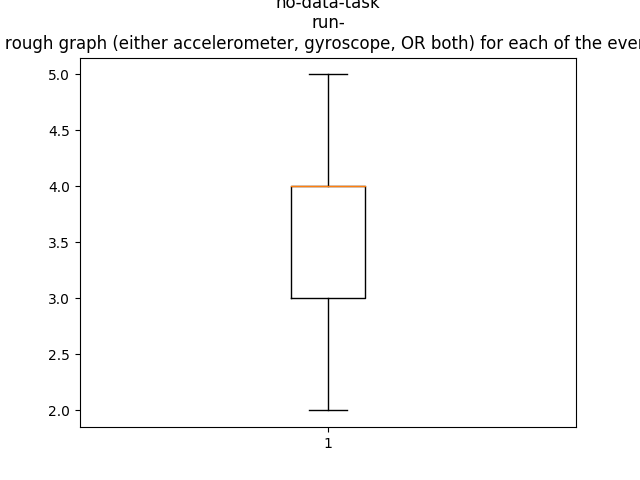 no-data-task
run-
rough graph (either accelerometer, gyroscope, OR both) for each of the
5.0
4.5
4.0
3.5
3.0
2.5
2.0
1